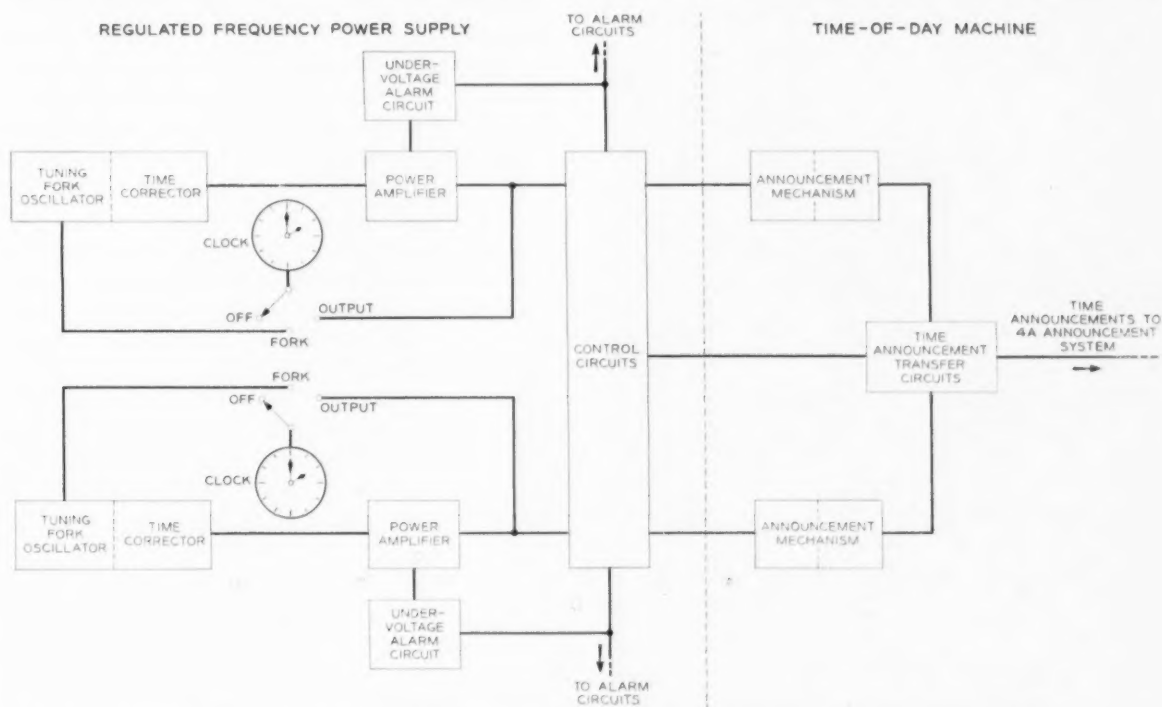 REGULATED FREQUENCY POWER SUPPLY
TO ALARM
CIRCUITS
TIME-OF-DAY MACHINE
UNDER-
VOLTAGE
ALARM
CIRCUIT
TUNING
FORK
OSCILLATOR
TIME
CORRECTOR
POWER
AMPLIFIER
ANNOUNCEMENT
MECHANISM
CLOCK
OFF
OUTPUT
FORK
CONTROL
CIRCUITS
TIME
ANNOUNCEMENT
TRANSFER
CIRCUITS
TIME
ANNOUNCEMENTS TO
4A ANNOUNCEMENT
SYSTEM
FORK
OFF
OUTPUT
CLOCK
TUNING
FORK
OSCILLATOR
TIME
CORRECTOR
POWER
AMPLIFIER
ANNOUNCEMENT
MECHANISM
UNDER-
VOLTAGE
ALARM
CIRCUIT
TO ALARM
CIRCUITS